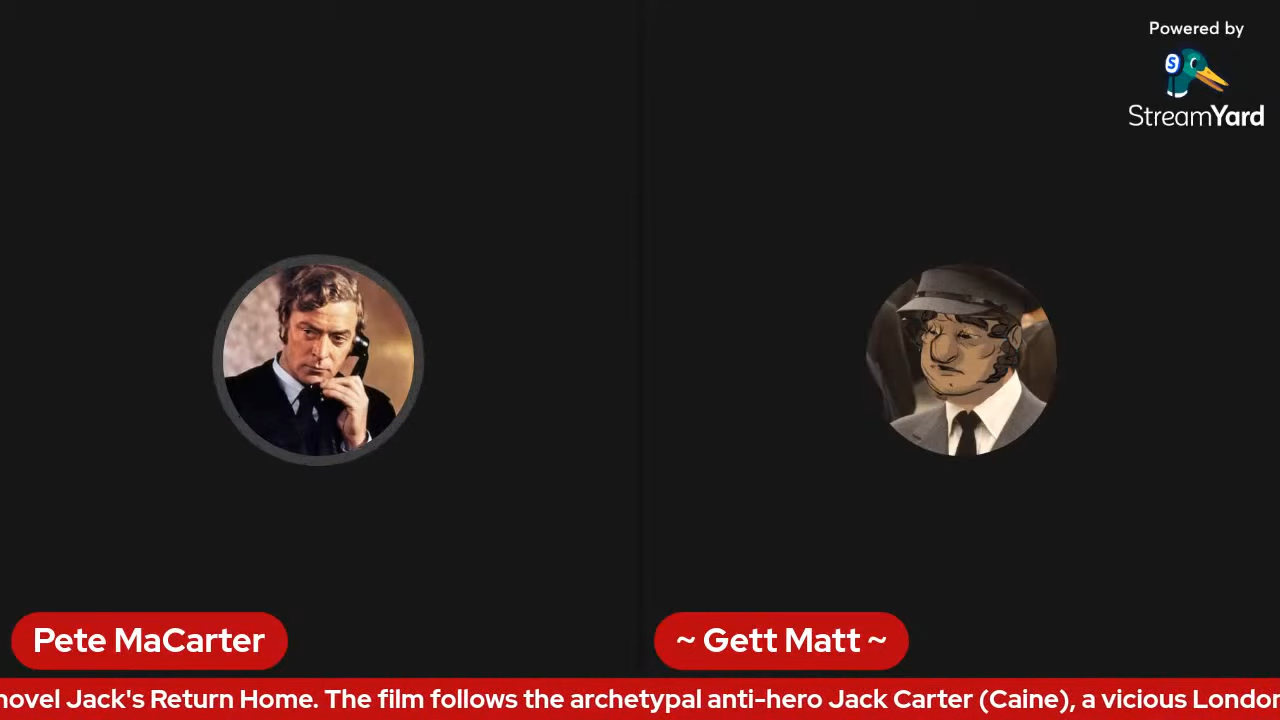 Powered by
S
StreamYard
Pete MaCarter
~ Gett Matt ~
novel Jack's Return Home. The film follows the archetypal anti-hero Jack Carter (Caine), a vicious London